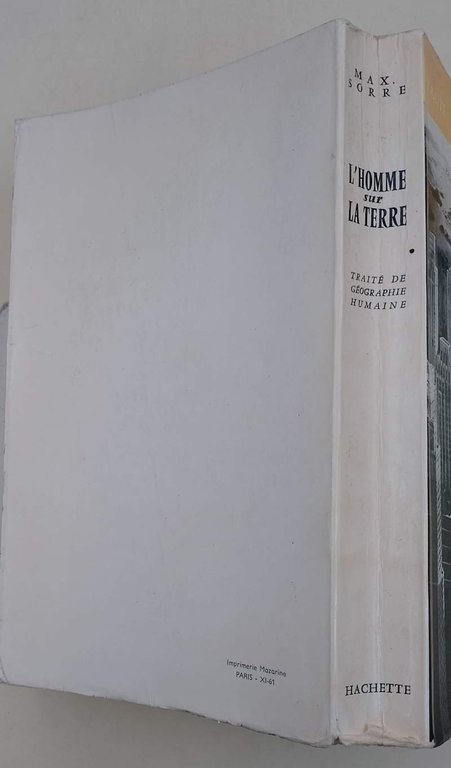 MAX.
SORRE
L'HOMME
sur
LA TERRE
TRAITÉ DE
GÉOGRAPHIE
HUMAINE
HACHETTE
Imprimerie Mazarine
PARIS - XI-61